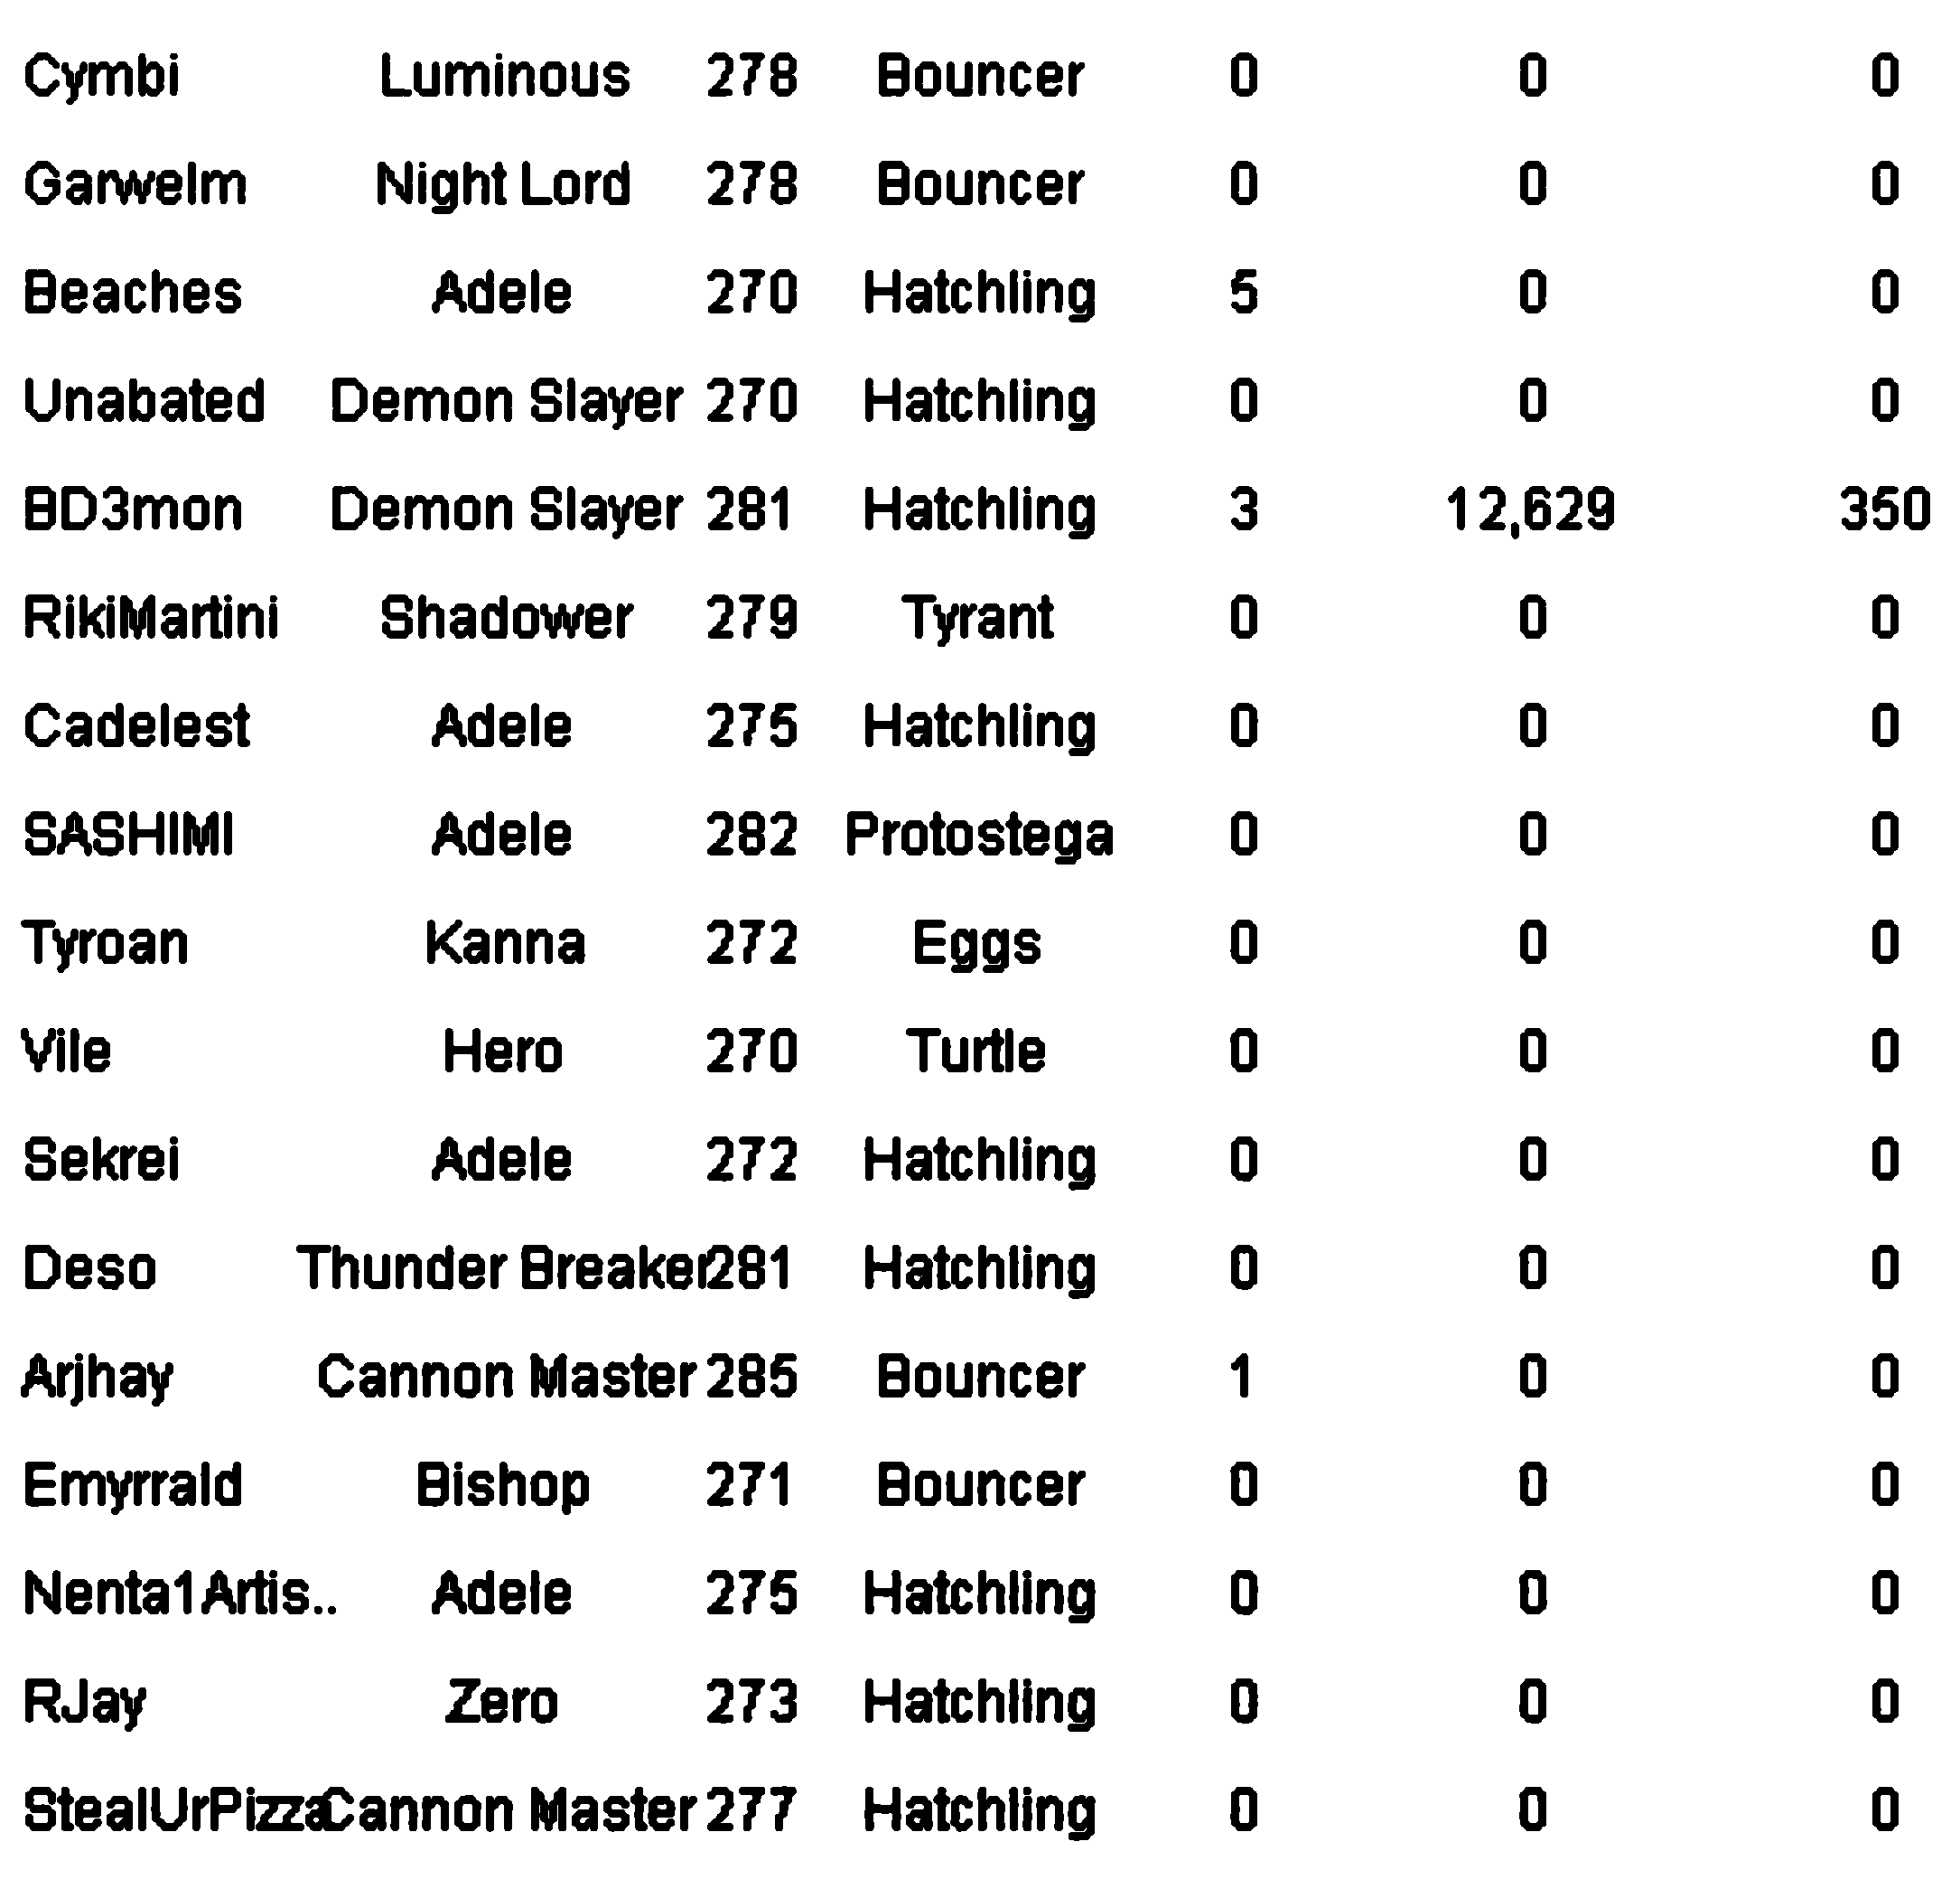 Cymbi Luminous 278 Bouncer 0 0 0
Garwelm Night Lord 278 Bouncer 0 0 0
Beaches Adele 270 Hatchling 5 0 0
Unabated Demon Slayer 270 Hatchling 0 0 0
BD3mon Demon Slayer 281 Hatchling 3 12,629 350
RikiMartini Shadower 279 Tyrant 0 0 0
Cadelest Adele 275 Hatchling 0 0 0
SASHIMI Adele 282 Protostega 0 0 0
Tyroan Kanna 272 Eggs 0 0 0
Vile Hero 270 Turtle 0 0 0
Sekrei Adele 272 Hatchling 0 0 0
Deso Thunder Breaker 281 Hatchling 0 0 0
Arjhay Cannon Master 285 Bouncer 1 0 0
Emyrrald Bishop 271 Bouncer 0 0 0
Nenta1Artis.. Adele 275 Hatchling 0 0 0
RJay Zero 273 Hatchling 0 0 0
StealUrPizza Cannon Master 277 Hatchling 0 0 0